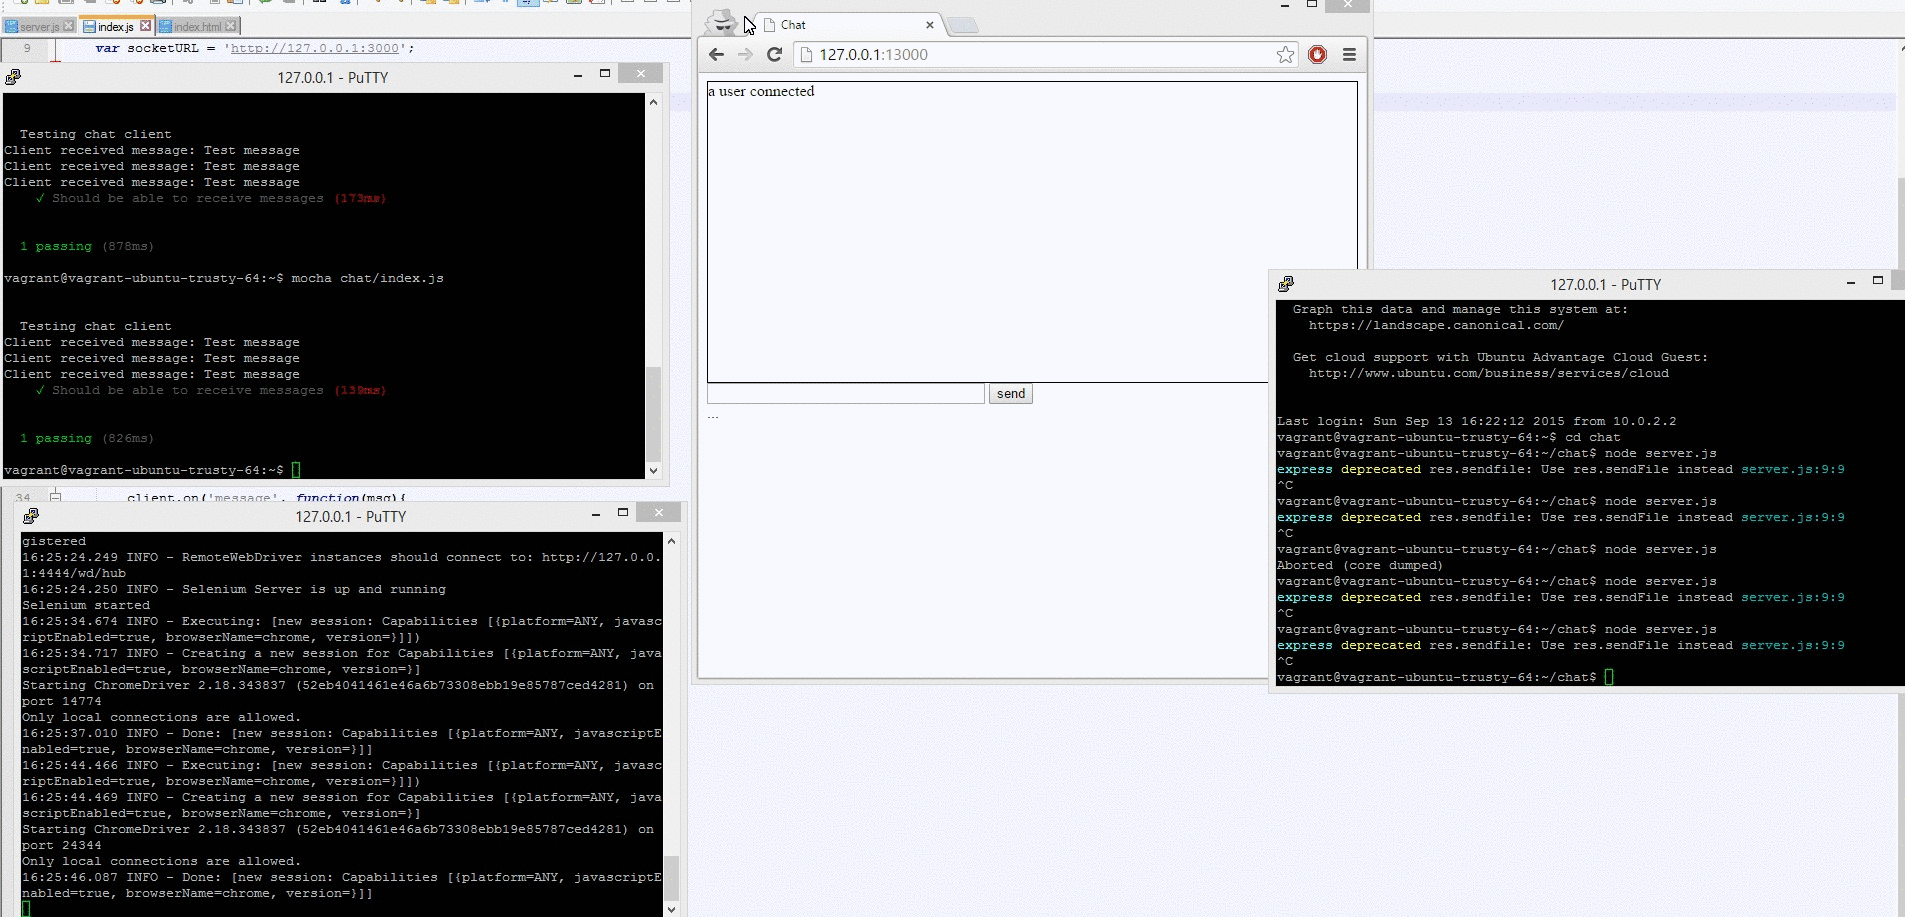 server.js
index.js
index.html
9 var socketURL = 'http://127.0.0.1:3000';
127.0.0.1 - PuTTY
Testing chat client
Client received message: Test message
Client received message: Test message
Client received message: Test message
✓ Should be able to receive messages (173ms)
1 passing (878ms)
vagrant@vagrant-ubuntu-trusty-64:~$ mocha chat/index.js
Testing chat client
Client received message: Test message
Client received message: Test message
Client received message: Test message
✓ Should be able to receive messages (139ms)
1 passing (826ms)
vagrant@vagrant-ubuntu-trusty-64:~$
34 client.on('message', function(msg){
127.0.0.1 - PuTTY
gistered
16:25:24.249 INFO - RemoteWebDriver instances should connect to: http://127.0.0.
1:4444/wd/hub
16:25:24.250 INFO - Selenium Server is up and running
Selenium started
16:25:34.674 INFO - Executing: [new session: Capabilities [{platform=ANY, javasc
riptEnabled=true, browserName=chrome, version=}]])
16:25:34.717 INFO - Creating a new session for Capabilities [{platform=ANY, java
scriptEnabled=true, browserName=chrome, version=}]
Starting ChromeDriver 2.18.343837 (52eb4041461e46a6b73308ebb19e85787ced4281) on
port 14774
Only local connections are allowed.
16:25:37.010 INFO - Done: [new session: Capabilities [{platform=ANY, javascriptE
nabled=true, browserName=chrome, version=}]]
16:25:44.466 INFO - Executing: [new session: Capabilities [{platform=ANY, javasc
riptEnabled=true, browserName=chrome, version=}]])
16:25:44.469 INFO - Creating a new session for Capabilities [{platform=ANY, java
scriptEnabled=true, browserName=chrome, version=}]
Starting ChromeDriver 2.18.343837 (52eb4041461e46a6b73308ebb19e85787ced4281) on
port 24344
Only local connections are allowed.
16:25:46.087 INFO - Done: [new session: Capabilities [{platform=ANY, javascriptE
nabled=true, browserName=chrome, version=}]]
Chat
127.0.0.1:13000
a user connected
send
...
127.0.0.1 - PuTTY
Graph this data and manage this system at:
https://landscape.canonical.com/
Get cloud support with Ubuntu Advantage Cloud Guest:
http://www.ubuntu.com/business/services/cloud
Last login: Sun Sep 13 16:22:12 2015 from 10.0.2.2
vagrant@vagrant-ubuntu-trusty-64:~$ cd chat
vagrant@vagrant-ubuntu-trusty-64:~/chat$ node server.js
express deprecated res.sendfile: Use res.sendFile instead server.js:9:9
^C
vagrant@vagrant-ubuntu-trusty-64:~/chat$ node server.js
express deprecated res.sendfile: Use res.sendFile instead server.js:9:9
^C
vagrant@vagrant-ubuntu-trusty-64:~/chat$ node server.js
Aborted (core dumped)
vagrant@vagrant-ubuntu-trusty-64:~/chat$ node server.js
express deprecated res.sendfile: Use res.sendFile instead server.js:9:9
^C
vagrant@vagrant-ubuntu-trusty-64:~/chat$ node server.js
express deprecated res.sendfile: Use res.sendFile instead server.js:9:9
^C
vagrant@vagrant-ubuntu-trusty-64:~/chat$